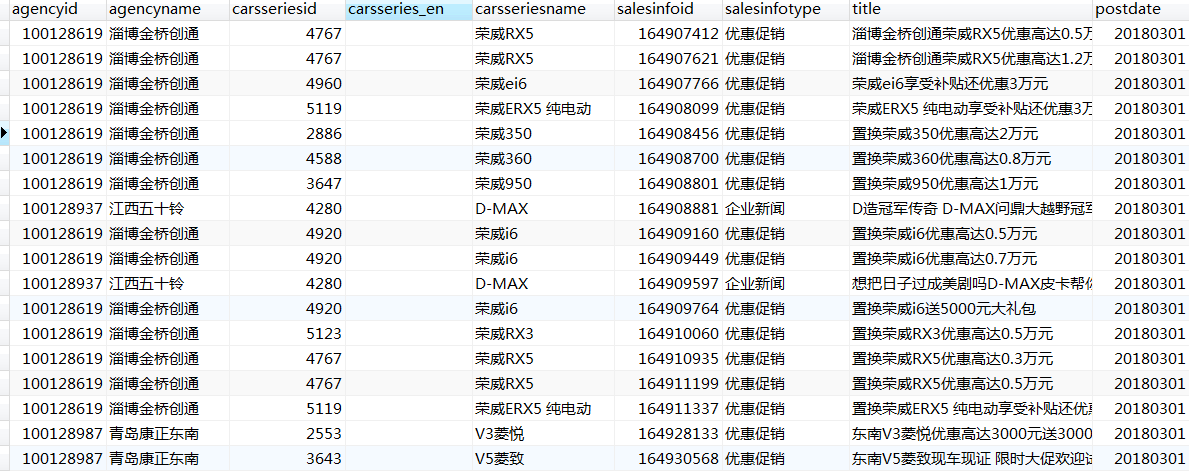 agencyid agencyname carsseriesid carsseries_en carsseriesname salesinfoid salesinfotype title postdate
100128619 淄博金桥创通 4767 荣威RX5 164907412 优惠促销 淄博金桥创通荣威RX5优惠高达0.5万 20180301
100128619 淄博金桥创通 4767 荣威RX5 164907621 优惠促销 淄博金桥创通荣威RX5优惠高达1.2万 20180301
100128619 淄博金桥创通 4960 荣威ei6 164907766 优惠促销 荣威ei6享受补贴还优惠3万元 20180301
100128619 淄博金桥创通 5119 荣威ERX5 纯电动 164908099 优惠促销 荣威ERX5 纯电动享受补贴还优惠3万 20180301
100128619 淄博金桥创通 2886 荣威350 164908456 优惠促销 置换荣威350优惠高达2万元 20180301
100128619 淄博金桥创通 4588 荣威360 164908700 优惠促销 置换荣威360优惠高达0.8万元 20180301
100128619 淄博金桥创通 3647 荣威950 164908801 优惠促销 置换荣威950优惠高达1万元 20180301
100128937 江西五十铃 4280 D-MAX 164908881 企业新闻 D造冠军传奇 D-MAX问鼎大越野冠军 20180301
100128619 淄博金桥创通 4920 荣威i6 164909160 优惠促销 置换荣威i6优惠高达0.5万元 20180301
100128619 淄博金桥创通 4920 荣威i6 164909449 优惠促销 置换荣威i6优惠高达0.7万元 20180301
100128937 江西五十铃 4280 D-MAX 164909597 企业新闻 想把日子过成美剧吗D-MAX皮卡帮你 20180301
100128619 淄博金桥创通 4920 荣威i6 164909764 优惠促销 置换荣威i6送5000元大礼包 20180301
100128619 淄博金桥创通 5123 荣威RX3 164910060 优惠促销 置换荣威RX3优惠高达0.5万元 20180301
100128619 淄博金桥创通 4767 荣威RX5 164910935 优惠促销 置换荣威RX5优惠高达0.3万元 20180301
100128619 淄博金桥创通 4767 荣威RX5 164911199 优惠促销 置换荣威RX5优惠高达0.5万元 20180301
100128619 淄博金桥创通 5119 荣威ERX5 纯电动 164911337 优惠促销 置换荣威ERX5 纯电动享受补贴还优惠 20180301
100128987 青岛康正东南 2553 V3菱悦 164928133 优惠促销 东南V3菱悦优惠高达3000元送3000 20180301
100128987 青岛康正东南 3643 V5菱致 164930568 优惠促销 东南V5菱致现车现证 限时大促欢迎试 20180301